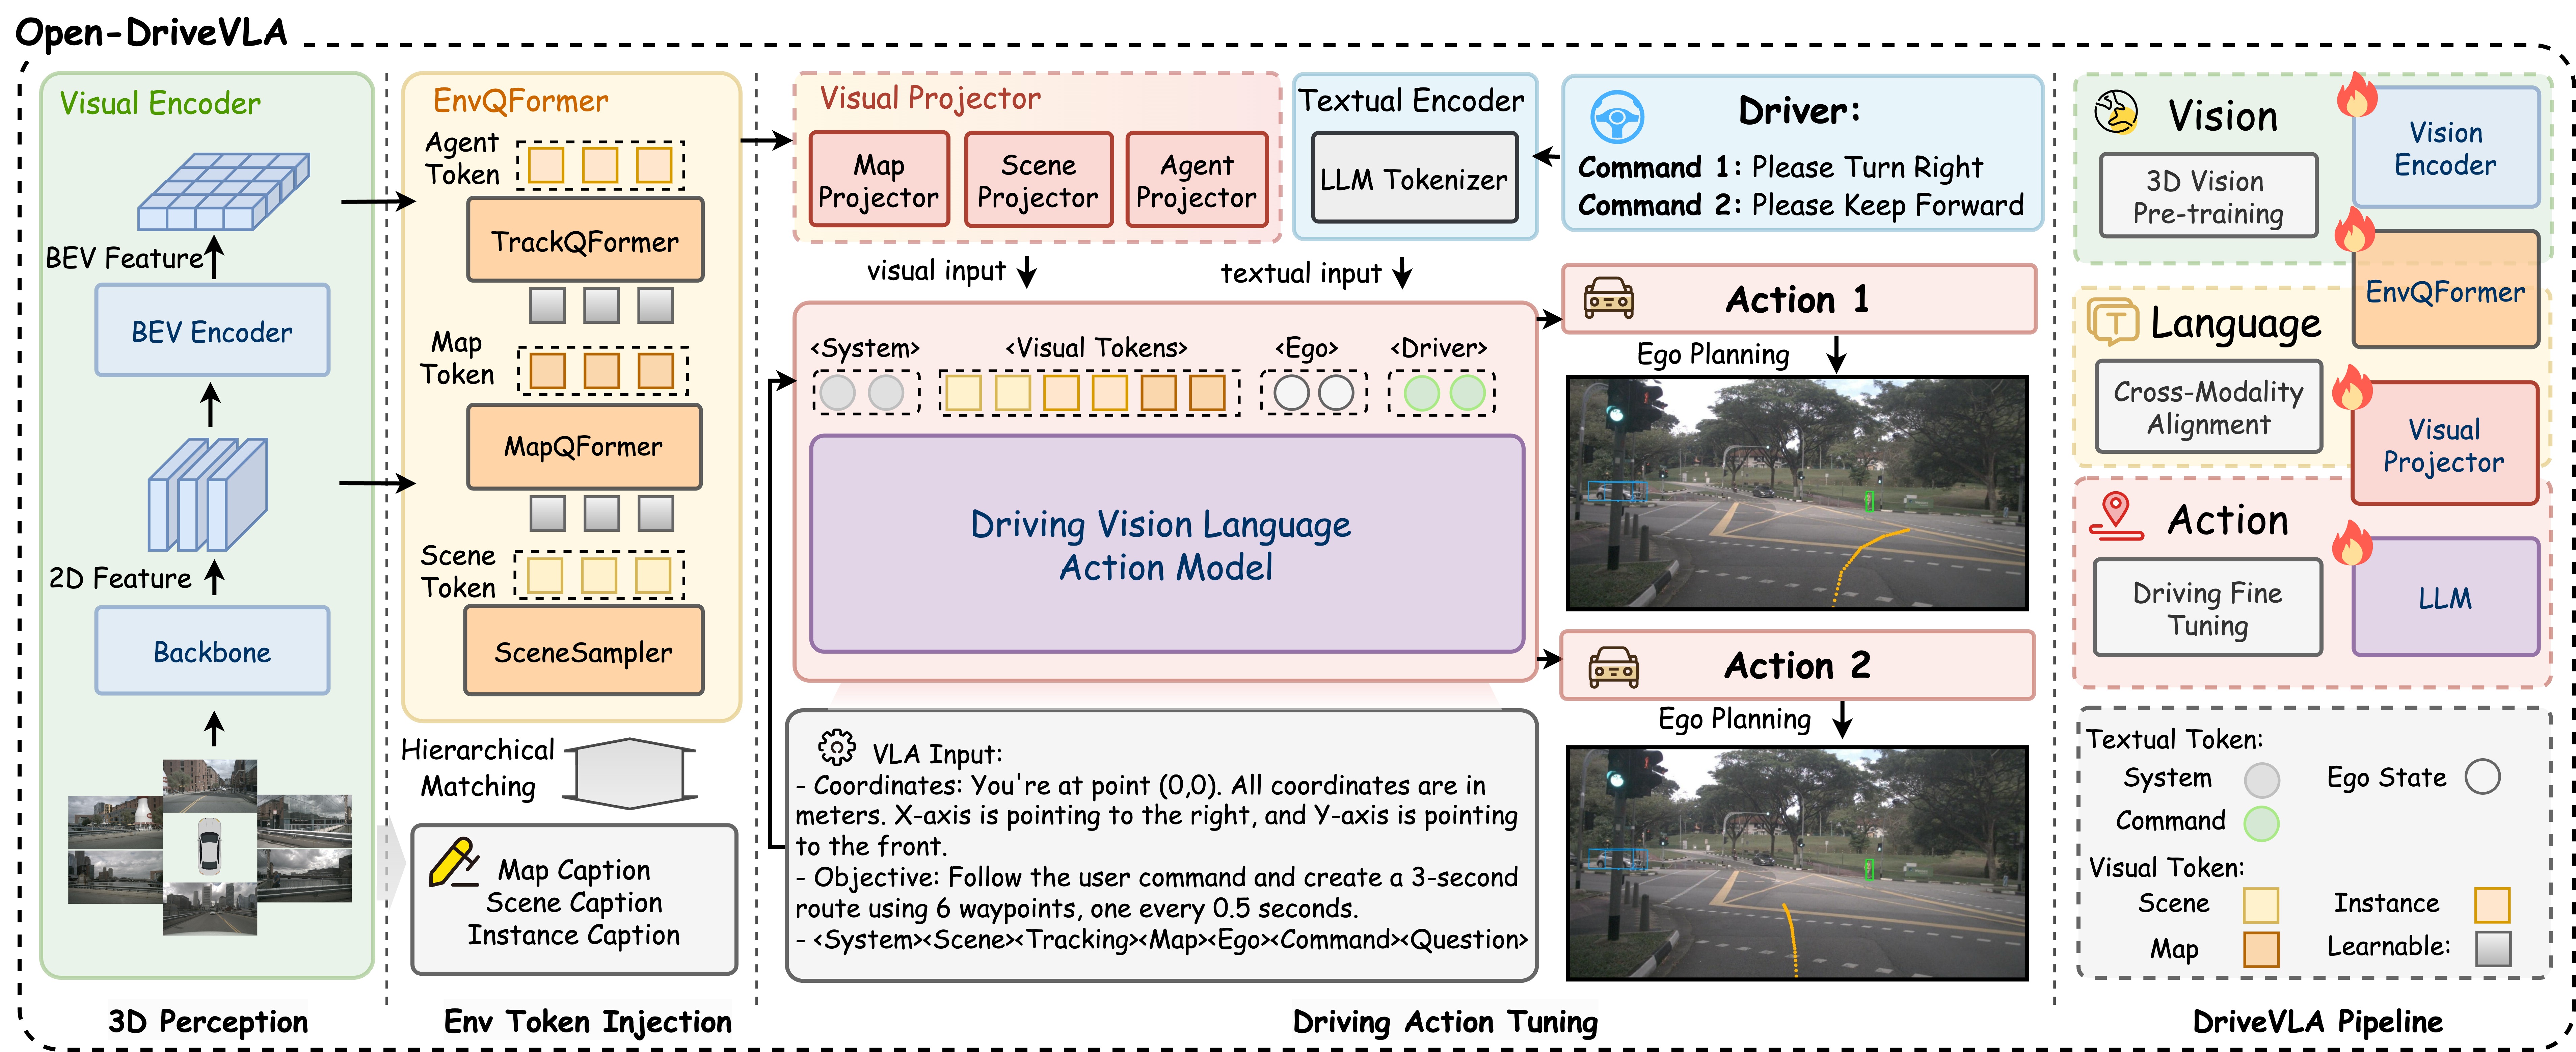 Open-DriveVLA
Visual Encoder
BEV Feature
BEV Encoder
2D Feature
Backbone
3D Perception
EnvQFormer
Agent
Token
TrackQFormer
Map
Token
MapQFormer
Scene
Token
SceneSampler
Hierarchical
Matching
Map Caption
Scene Caption
Instance Caption
Env Token Injection
Visual Projector
Map
Projector
Scene
Projector
Agent
Projector
Textual Encoder
LLM Tokenizer
Driver:
Command 1: Please Turn Right
Command 2: Please Keep Forward
visual input
textual input
<System>
<Visual Tokens>
<Ego>
<Driver>
Driving Vision Language
Action Model
VLA Input:
- Coordinates: You're at point (0,0). All coordinates are in
meters. X-axis is pointing to the right, and Y-axis is pointing
to the front.
- Objective: Follow the user command and create a 3-second
route using 6 waypoints, one every 0.5 seconds.
- <System><Scene><Tracking><Map><Ego><Command><Question>
Action 1
Ego Planning
Action 2
Ego Planning
Driving Action Tuning
Vision
3D Vision
Pre-training
Vision
Encoder
EnvQFormer
Language
T
Cross-Modality
Alignment
Visual
Projector
Action
Driving Fine
Tuning
LLM
Textual Token:
System
Ego State
Command
Visual Token:
Scene
Instance
Map
Learnable:
DriveVLA Pipeline